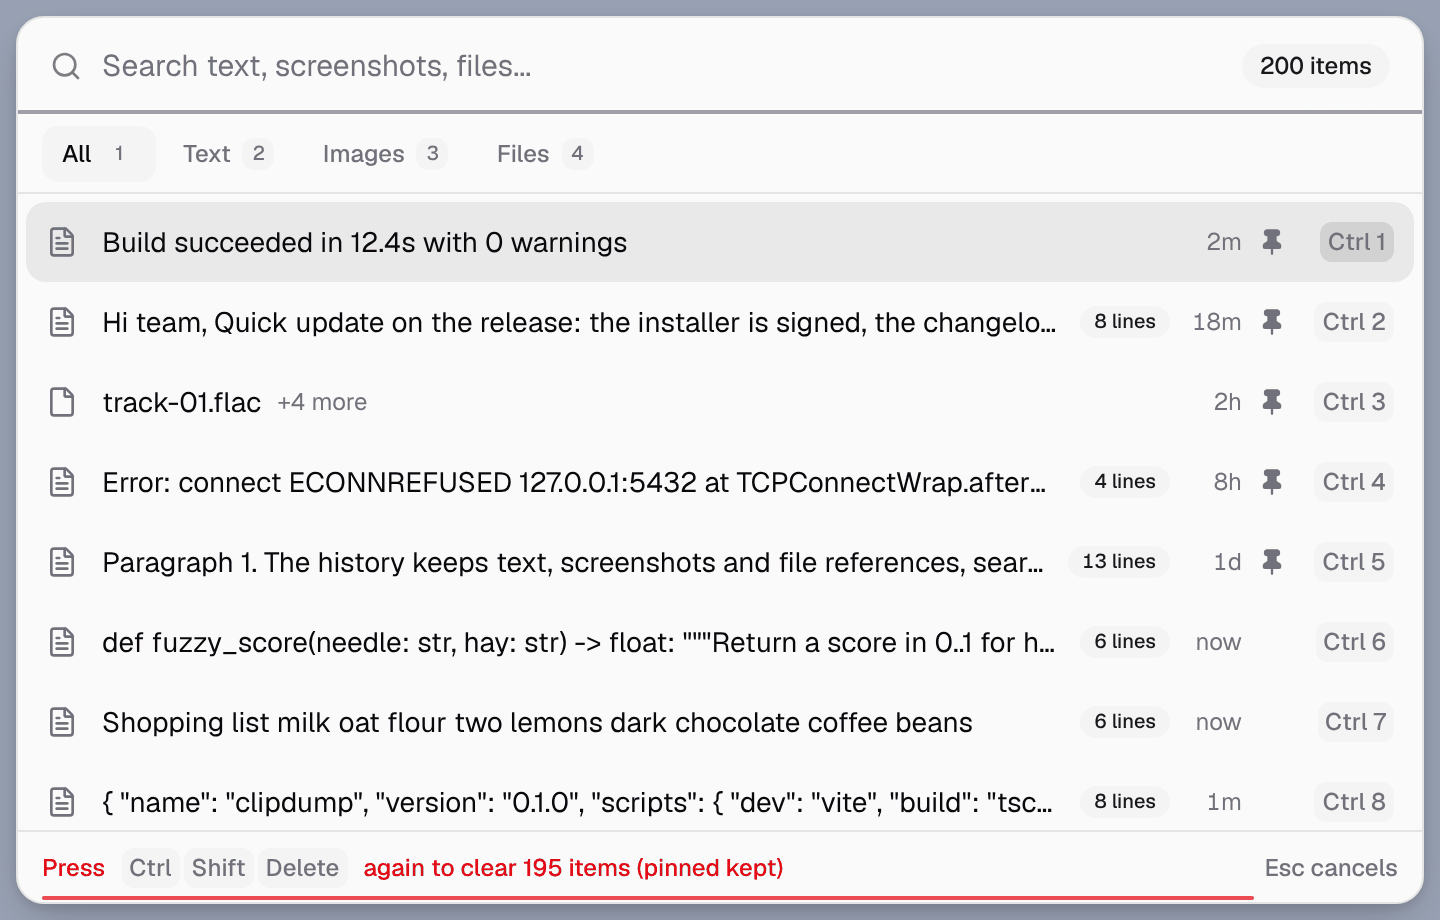 Search text, screenshots, files... 200 items
All 1 Text 2 Images 3 Files 4
Build succeeded in 12.4s with 0 warnings 2m Ctrl 1
Hi team, Quick update on the release: the installer is signed, the changelo... 8 lines 18m Ctrl 2
track-01.flac +4 more 2h Ctrl 3
Error: connect ECONNREFUSED 127.0.0.1:5432 at TCPConnectWrap.after... 4 lines 8h Ctrl 4
Paragraph 1. The history keeps text, screenshots and file references, sear... 13 lines 1d Ctrl 5
def fuzzy_score(needle: str, hay: str) -> float: """Return a score in 0..1 for h... 6 lines now Ctrl 6
Shopping list milk oat flour two lemons dark chocolate coffee beans 6 lines now Ctrl 7
{ "name": "clipdump", "version": "0.1.0", "scripts": { "dev": "vite", "build": "tsc... 8 lines 1m Ctrl 8
Press Ctrl Shift Delete again to clear 195 items (pinned kept) Esc cancels